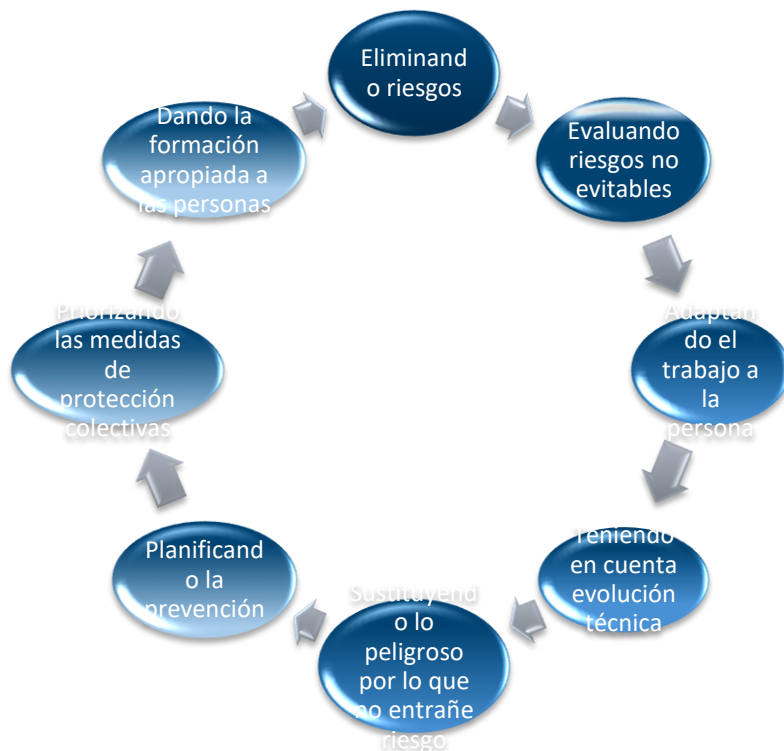 Eliminand
o riesgos
Evaluando
riesgos no
evitables
Adaptan
do el
trabajo a
la
persona
Teniendo
en cuenta
evolución
técnica
Sustituyend
o lo
peligroso
por lo que
no entrañe
riesgo
Planificand
o la
prevención
Priorizando
las medidas
de
protección
colectivas
Dando la
formación
apropiada a
las personas